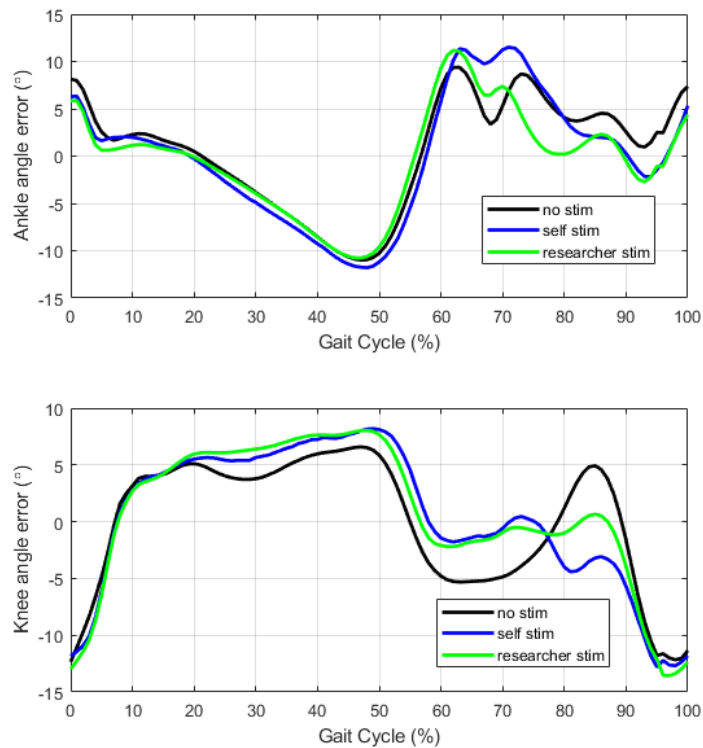 15
10
5
0
-5
-10
-15
Ankle angle error (°)
no stim
self stim
researcher stim
0 10 20 30 40 50 60 70 80 90 100
Gait Cycle (%)
10
5
0
-5
-10
-15
Knee angle error (°)
no stim
self stim
researcher stim
0 10 20 30 40 50 60 70 80 90 100
Gait Cycle (%)